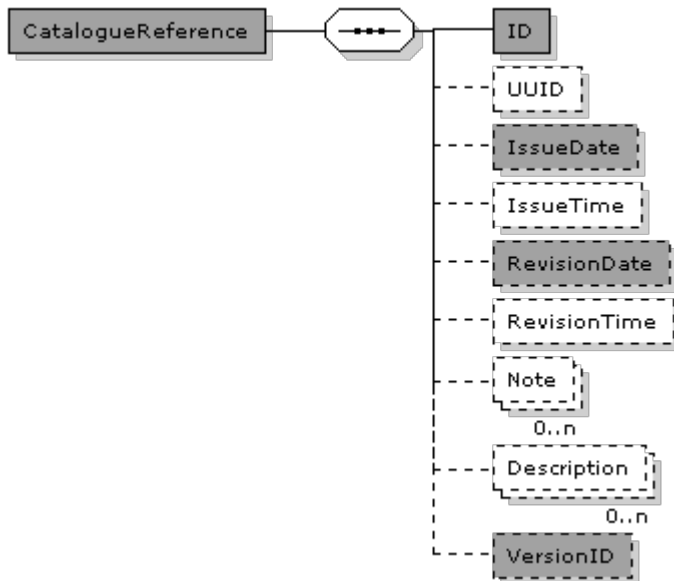 CatalogueReference
ID
UUID
IssueDate
IssueTime
RevisionDate
RevisionTime
Note
0..n
Description
0..n
VersionID